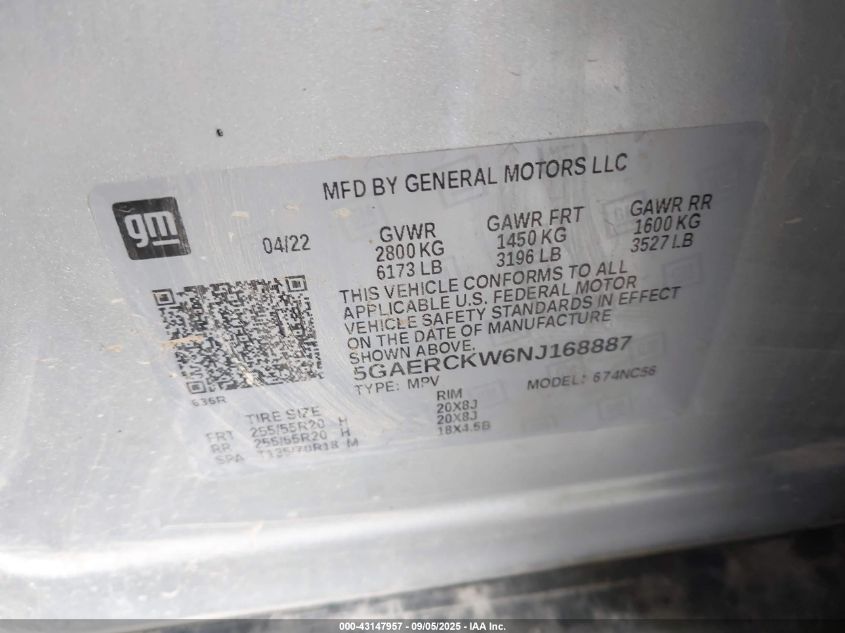 MFD BY GENERAL MOTORS LLC
gm
04/22
GVWR GAWR FRT GAWR RR
2800 KG 1450 KG 1600 KG
6173 LB 3196 LB 3527 LB
THIS VEHICLE CONFORMS TO ALL
APPLICABLE U.S. FEDERAL MOTOR
VEHICLE SAFETY STANDARDS IN EFFECT
ON THE DATE OF MANUFACTURE
SHOWN ABOVE.
5GAERCKW6NJ168887
TYPE: MPV MODEL: 674NC56
635R
TIRE SIZE RIM
FRT 255/55R20 H 20X8J
RR 255/55R20 H 20X8J
SPA T135/70R18 M 18X4.5B
000-43147957 - 09/05/2025 - IAA Inc.